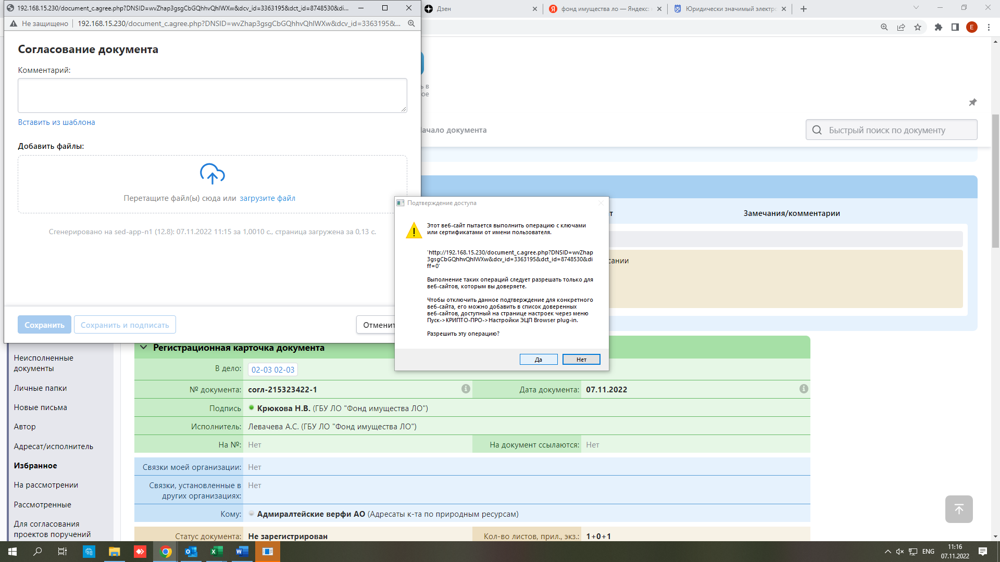 192.168.15.230/document_c.agree.php?DNSID=wvZhap3gsgCbGQhhvQhlWXw&dcv_id=3363195&dct_id=8748530&di...
Дзен
фонд имущества ло — Яндекс:
Юридически значимый электро
Не защищено
192.168.15.230/document_c.agree.php?DNSID=wvZhap3gsgCbGQhhvQhlWXw&dcv_id=3363195&...
E
Согласование документа
Комментарий:
ь в
ое
Вставить из шаблона
ачало документа
Быстрый поиск по документу
Добавить файлы:
Перетащите файл(ы) сюда или загрузите файл
Сгенерировано на sed-app-n1 (12.8): 07.11.2022 11:15 за 1,0010 с., страница загружена за 0,13 с.
Сохранить
Сохранить и подписать
Отменит
Подтверждение доступа
Этот веб-сайт пытается выполнить операцию с ключами
или сертификатами от имени пользователя.
'http://192.168.15.230/document_c.agree.php?DNSID=wvZhap
3gsgCbGQhhvQhlWXw&dcv_id=3363195&dct_id=8748530&di
ff=0'
Выполнение таких операций следует разрешать только для
веб-сайтов, которым вы доверяете.
Чтобы отключить данное подтверждение для конкретного
веб-сайта, его можно добавить в список доверенных
веб-сайтов, доступный на странице настроек через меню
Пуск->КРИПТО-ПРО->Настройки ЭЦП Browser plug-in.
Разрешить эту операцию?
Да
Нет
т
Замечания/комментарии
сании
Неисполненные
документы
Личные папки
Новые письма
Автор
Адресат/исполнитель
Избранное
На рассмотрении
Рассмотренные
Для согласования
проектов поручений
Регистрационная карточка документа
В дело: 02-03 02-03
№ документа: согл-215323422-1
Дата документа: 07.11.2022
Подпись Крюкова Н.В. (ГБУ ЛО "Фонд имущества ЛО")
Исполнитель: Левачева А.С. (ГБУ ЛО "Фонд имущества ЛО")
На №: Нет
На документ ссылаются: Нет
Связки моей организации: Нет
Связки, установленные в
других организациях:
Нет
Кому: Адмиралтейские верфи АО (Адресаты к-та по природным ресурсам)
Статус документа: Не зарегистрирован
Кол-во листов, прил., экз.: 1+0+1
ENG
11:16
07.11.2022